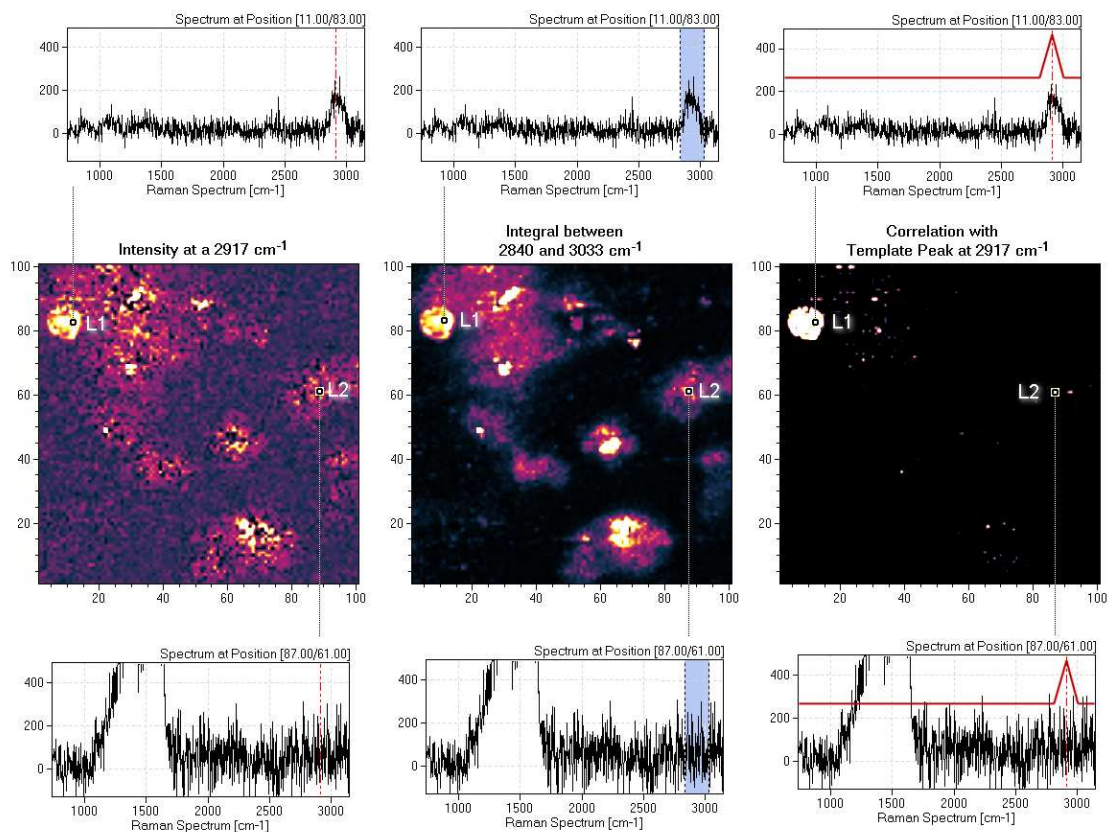 Spectrum at Position [11.00/83.00]
Spectrum at Position [11.00/83.00]
Spectrum at Position [11.00/83.00]
400
200
0
400
200
0
400
200
0
1000 1500 2000 2500 3000
1000 1500 2000 2500 3000
1000 1500 2000 2500 3000
Raman Spectrum [cm-1]
Raman Spectrum [cm-1]
Raman Spectrum [cm-1]
Intensity at a 2917 cm-1
Integral between
2840 and 3033 cm-1
Correlation with
Template Peak at 2917 cm-1
100
80
60
40
20
L1
L2
20 40 60 80 100
100
80
60
40
20
L1
L2
20 40 60 80 100
100
80
60
40
20
L1
L2
20 40 60 80 100
Spectrum at Position [87.00/61.00]
Spectrum at Position [87.00/61.00]
Spectrum at Position [87.00/61.00]
400
200
0
400
200
0
400
200
0
1000 1500 2000 2500 3000
1000 1500 2000 2500 3000
1000 1500 2000 2500 3000
Raman Spectrum [cm-1]
Raman Spectrum [cm-1]
Raman Spectrum [cm-1]